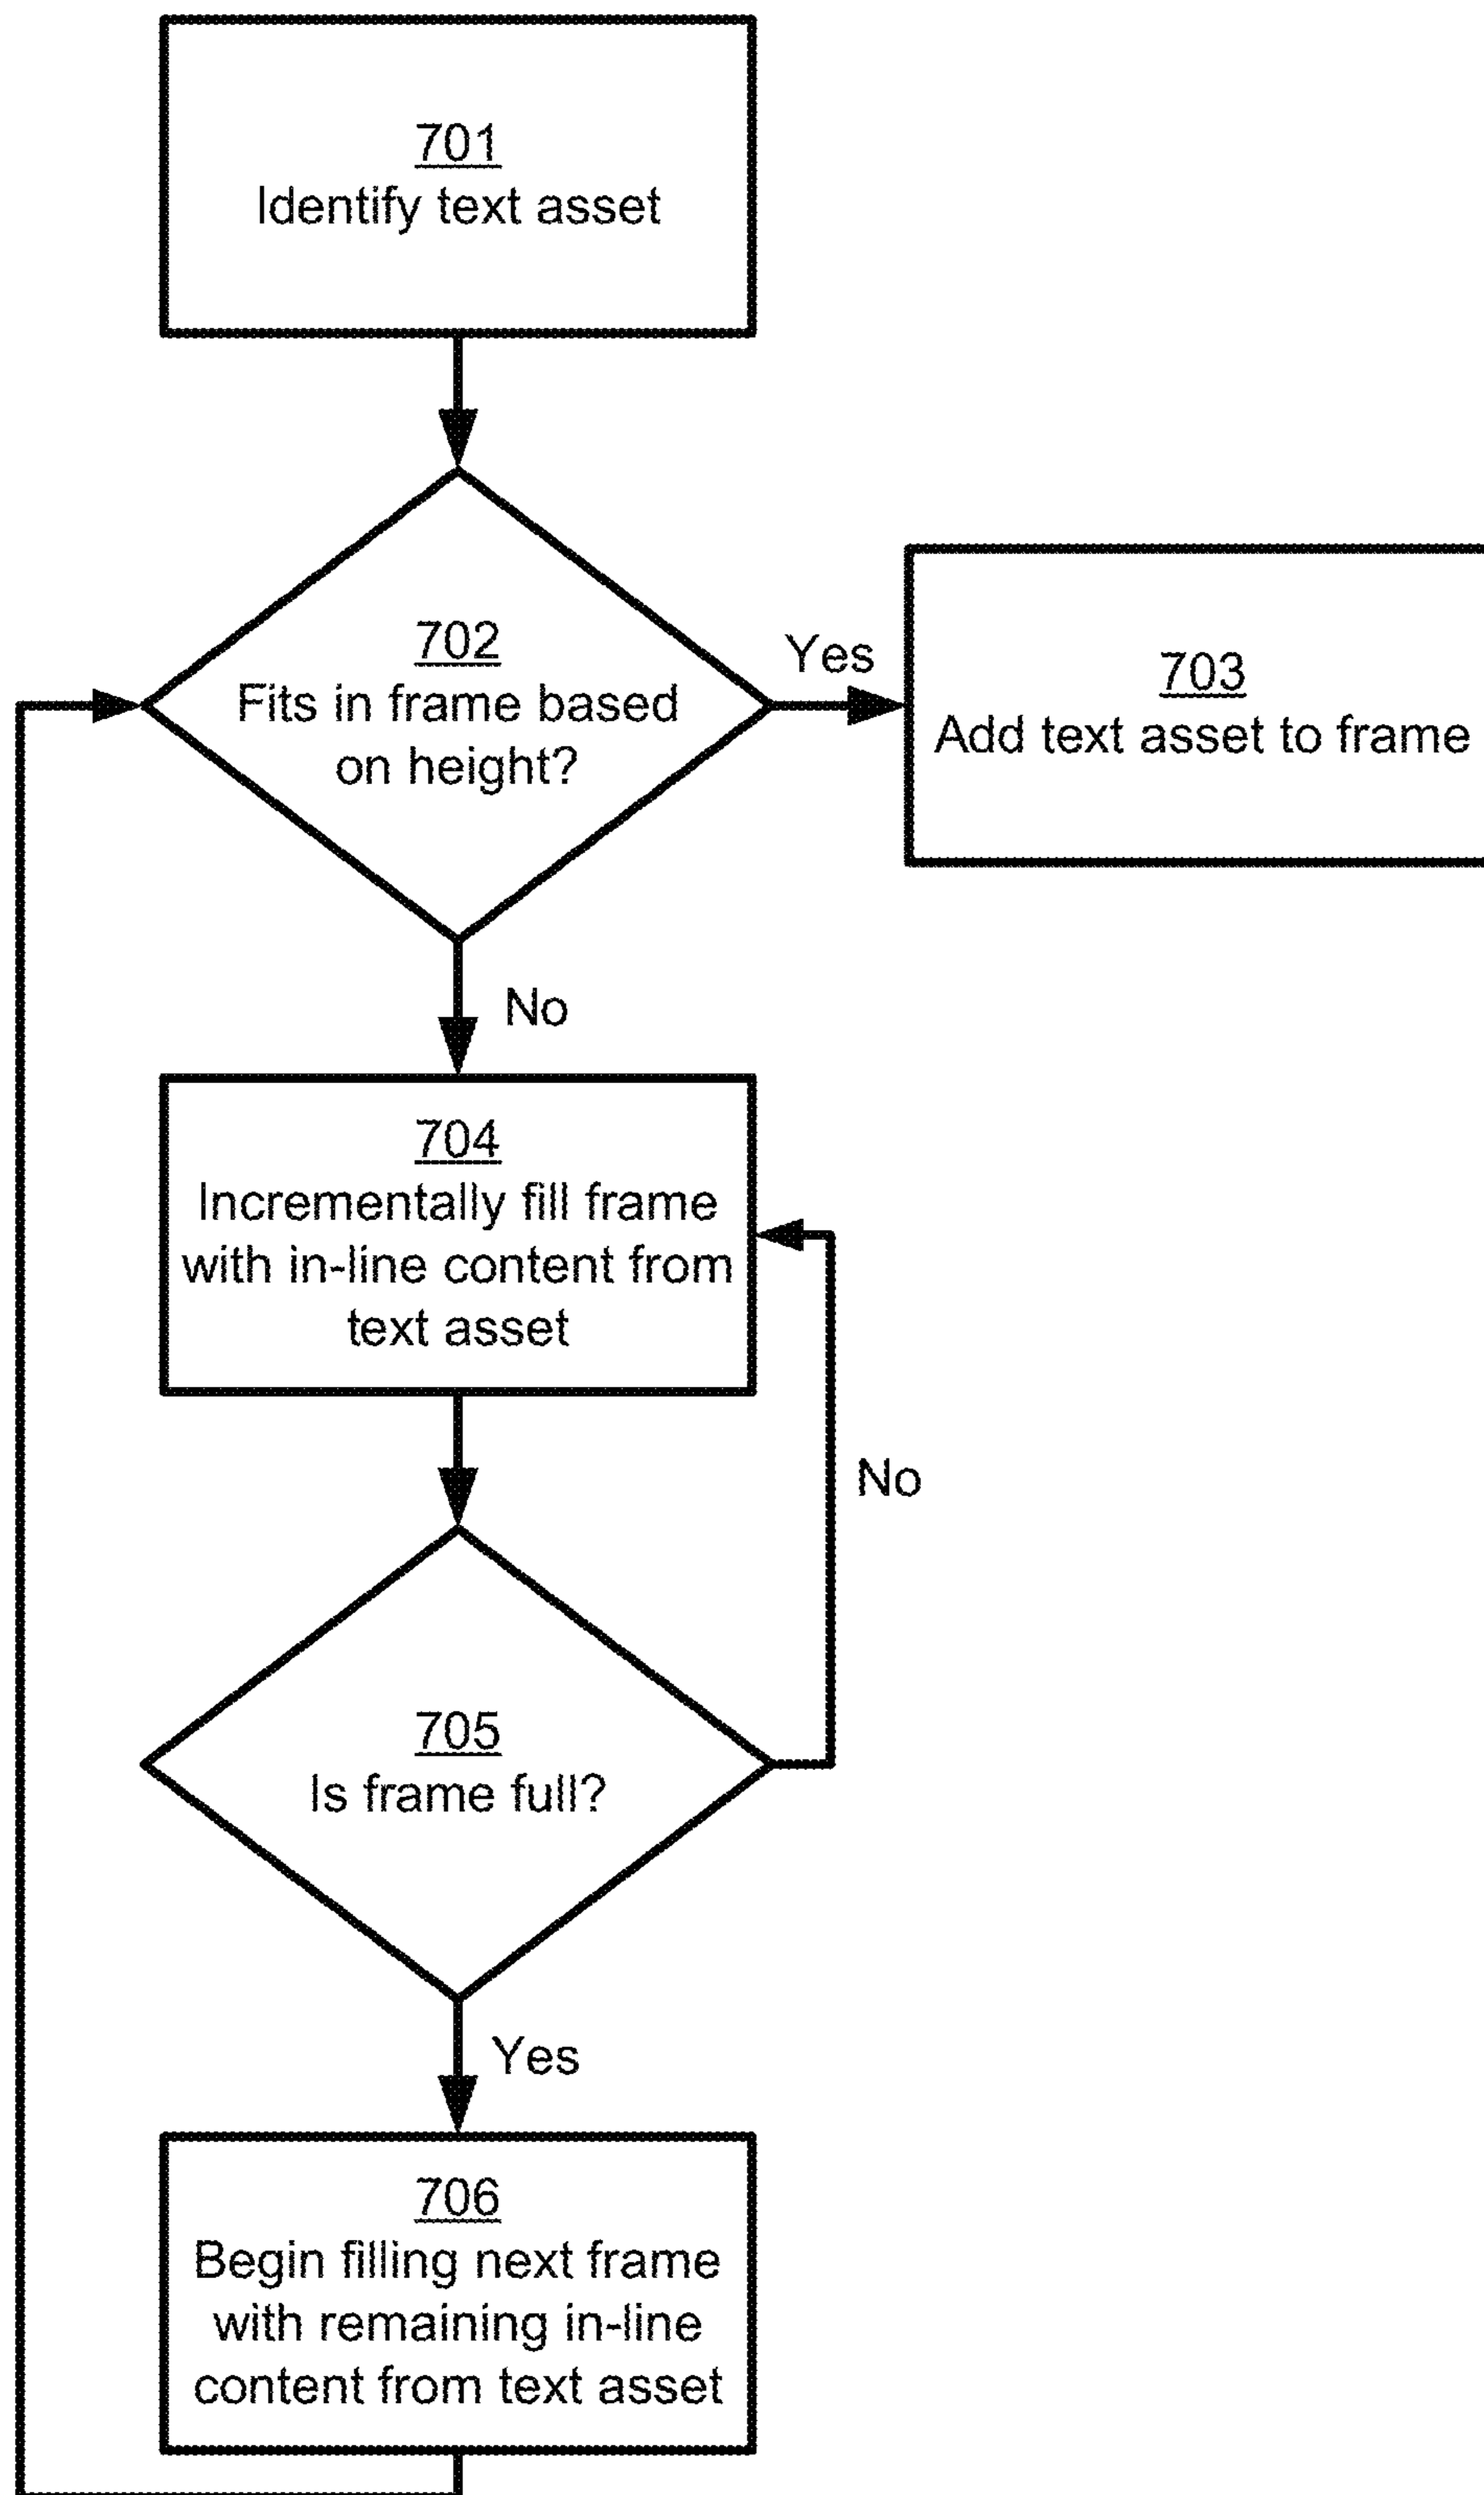 701
Identify text asset
702
Fits in frame based
on height?
Yes
703
Add text asset to frame
No
704
Incrementally fill frame
with in-line content from
text asset
No
705
Is frame full?
Yes
706
Begin filling next frame
with remaining in-line
content from text asset